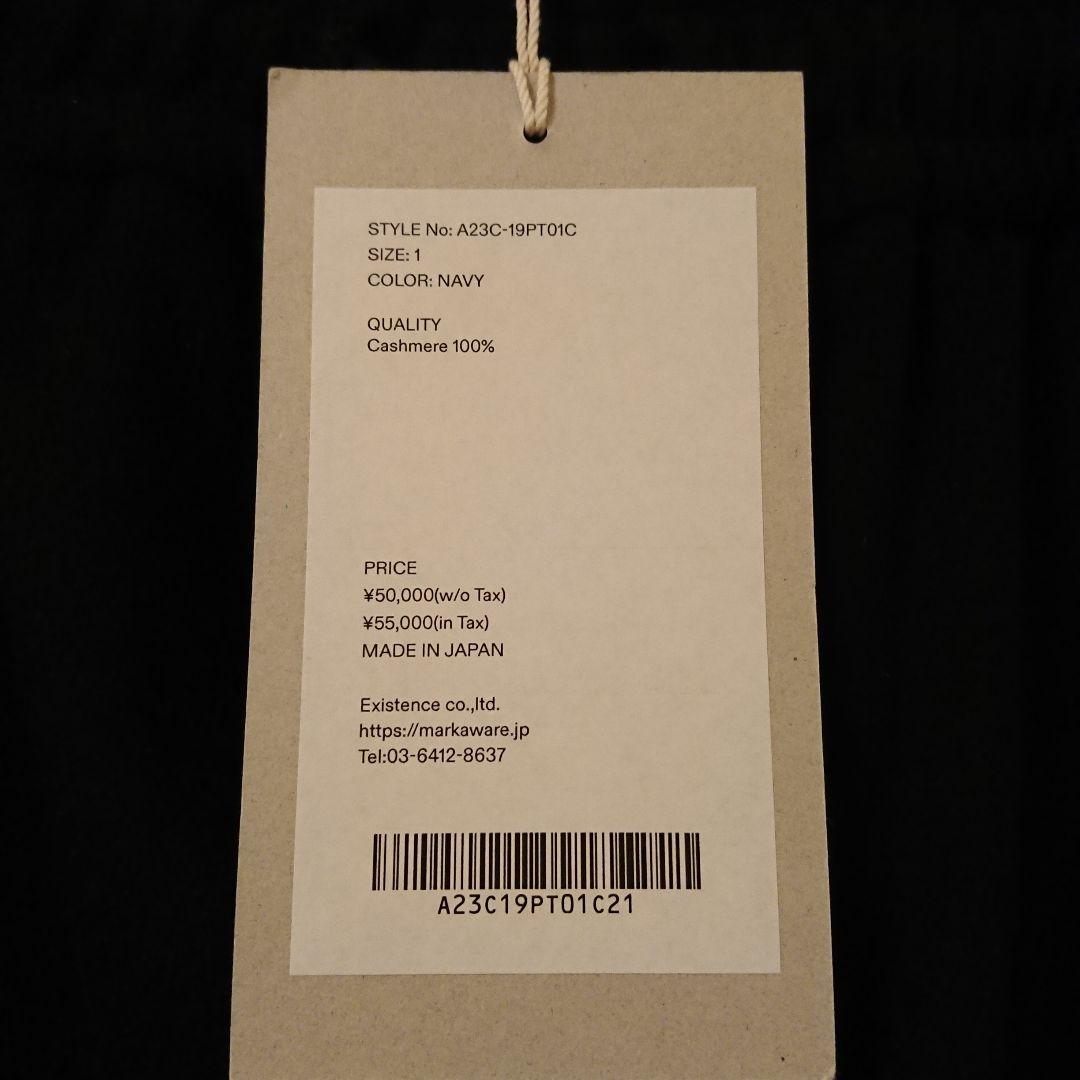 STYLE No: A23C-19PT01C
SIZE: 1
COLOR: NAVY
QUALITY
Cashmere 100%
PRICE
¥50,000(w/o Tax)
¥55,000(in Tax)
MADE IN JAPAN
Existence co.,ltd.
https://markaware.jp
Tel:03-6412-8637
A23C19PT01C21